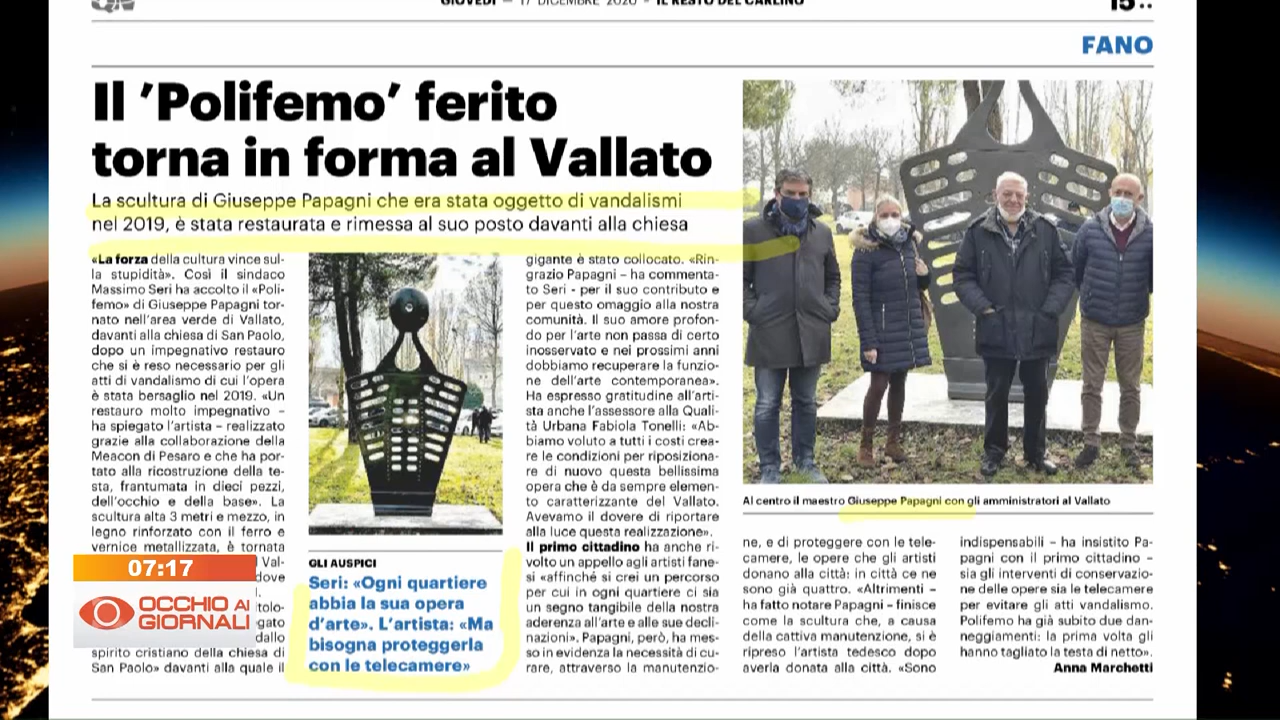 GIOVEDÌ — 17 DICEMBRE 2020 – IL RESTO DEL CARLINO
15 ..
FANO
Il ’Polifemo’ ferito
torna in forma al Vallato
La scultura di Giuseppe Papagni che era stata oggetto di vandalismi
nel 2019, è stata restaurata e rimessa al suo posto davanti alla chiesa
«La forza della cultura vince sul-
la stupidità». Così il sindaco
Massimo Seri ha accolto il «Poli-
femo» di Giuseppe Papagni tor-
nato nell’area verde di Vallato,
davanti alla chiesa di San Paolo,
dopo un impegnativo restauro
che si è reso necessario per gli
atti di vandalismo di cui l’opera
è stata bersaglio nel 2019. «Un
restauro molto impegnativo –
ha spiegato l’artista – realizzato
grazie alla collaborazione della
Meacon di Pesaro e che ha por-
tato alla ricostruzione della te-
sta, frantumata in dieci pezzi,
dell’occhio e della base». La
scultura alta 3 metri e mezzo, in
legno rinforzato con il ferro e
vernice metallizzata, è tornata
Val-
dove
l.
itolo-
gato
dallo
spirito cristiano della chiesa di
San Paolo» davanti alla quale il
GLI AUSPICI
Seri: «Ogni quartiere
abbia la sua opera
d’arte». L’artista: «Ma
bisogna proteggerla
con le telecamere»
gigante è stato collocato. «Rin-
grazio Papagni – ha commenta-
to Seri - per il suo contributo e
per questo omaggio alla nostra
comunità. Il suo amore profon-
do per l’arte non passa di certo
inosservato e nei prossimi anni
dobbiamo recuperare la funzio-
ne dell’arte contemporanea».
Ha espresso gratitudine all’arti-
sta anche l’assessore alla Quali-
tà Urbana Fabiola Tonelli: «Ab-
biamo voluto a tutti i costi crea-
re le condizioni per riposiziona-
re di nuovo questa bellissima
opera che è da sempre elemen-
to caratterizzante del Vallato.
Avevamo il dovere di riportare
alla luce questa realizzazione».
Il primo cittadino ha anche ri-
volto un appello agli artisti fane-
si «affinché si crei un percorso
per cui in ogni quartiere ci sia
un segno tangibile della nostra
aderenza all’arte e alle sue decli-
nazioni». Papagni, però, ha mes-
so in evidenza la necessità di cu-
rare, attraverso la manutenzio-
Al centro il maestro Giuseppe Papagni con gli amministratori al Vallato
ne, e di proteggere con le tele-
camere, le opere che gli artisti
donano alla città: in città ce ne
sono già quattro. «Altrimenti –
ha fatto notare Papagni – finisce
come la scultura che, a causa
della cattiva manutenzione, si è
ripreso l’artista tedesco dopo
averla donata alla città. «Sono
indispensabili – ha insistito Pa-
pagni con il primo cittadino –
sia gli interventi di conservazio-
ne delle opere sia le telecamere
per evitare gli atti vandalismo.
Polifemo ha già subito due dan-
neggiamenti: la prima volta gli
hanno tagliato la testa di netto».
Anna Marchetti
07:17
OCCHIO AI
GIORNALI